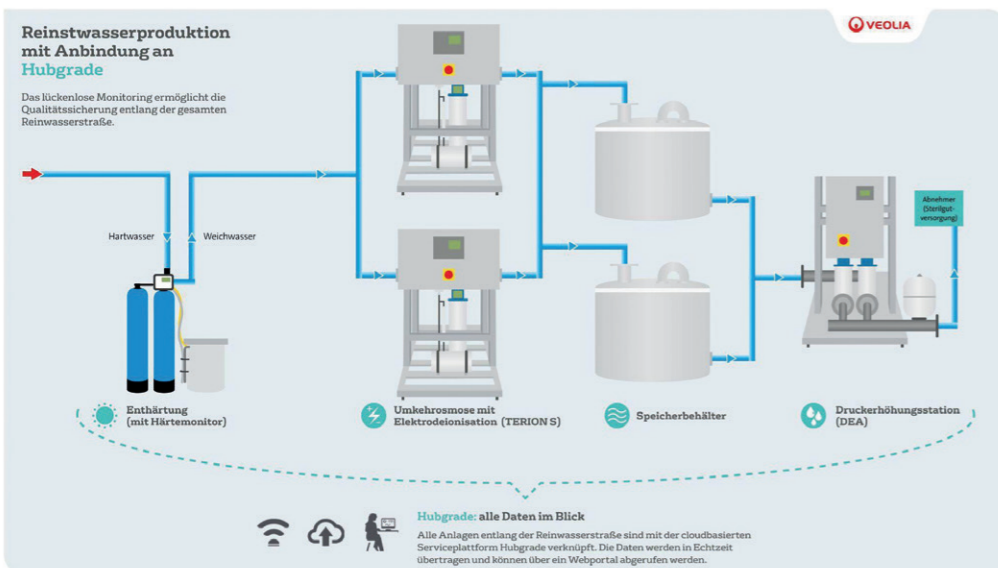 Reinstwasserproduktion
mit Anbindung an
Hubgrade
Das lückenlose Monitoring ermöglicht die
Qualitätssicherung entlang der gesamten
Reinwasserstraße.
VEOLIA
Hartwasser
Weichwasser
Abnehmer
(Sterilgut-
versorgung)
Enthärtung
(mit Härtemonitor)
Umkehrosmose mit
Elektrodeionisation (TERION S)
Speicherbehälter
Druckerhöhungsstation
(DEA)
Hubgrade: alle Daten im Blick
Alle Anlagen entlang der Reinwasserstraße sind mit der cloudbasierten
Serviceplattform Hubgrade verknüpft. Die Daten werden in Echtzeit
übertragen und können über ein Webportal abgerufen werden.